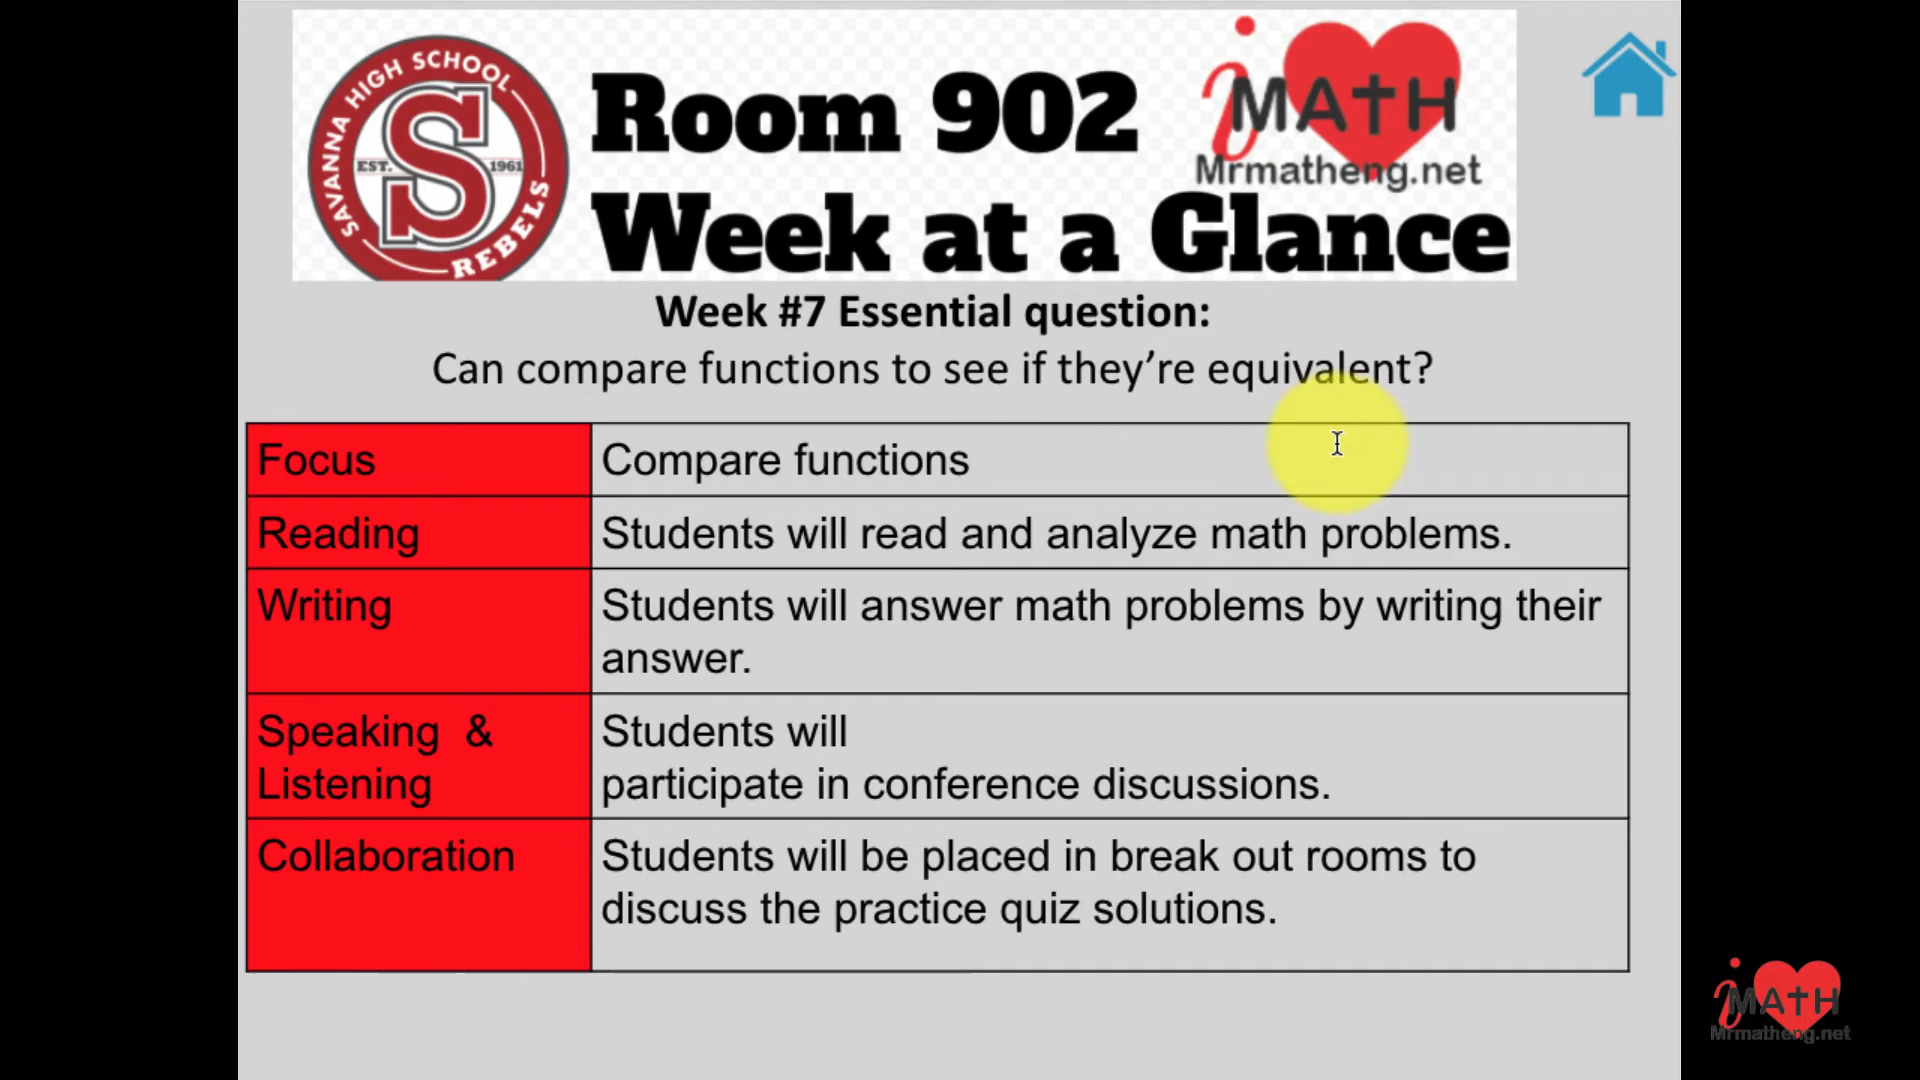 SAVANNA HIGH SCHOOL
EST. 1961
S
REBELS
Room 902
Week at a Glance
i MATH
Mrmatheng.net
Week #7 Essential question:
Can compare functions to see if they’re equivalent?
Focus
Compare functions
Reading
Students will read and analyze math problems.
Writing
Students will answer math problems by writing their
answer.
Speaking & 
Listening
Students will
participate in conference discussions.
Collaboration
Students will be placed in break out rooms to
discuss the practice quiz solutions.
i MATH
Mrmatheng.net